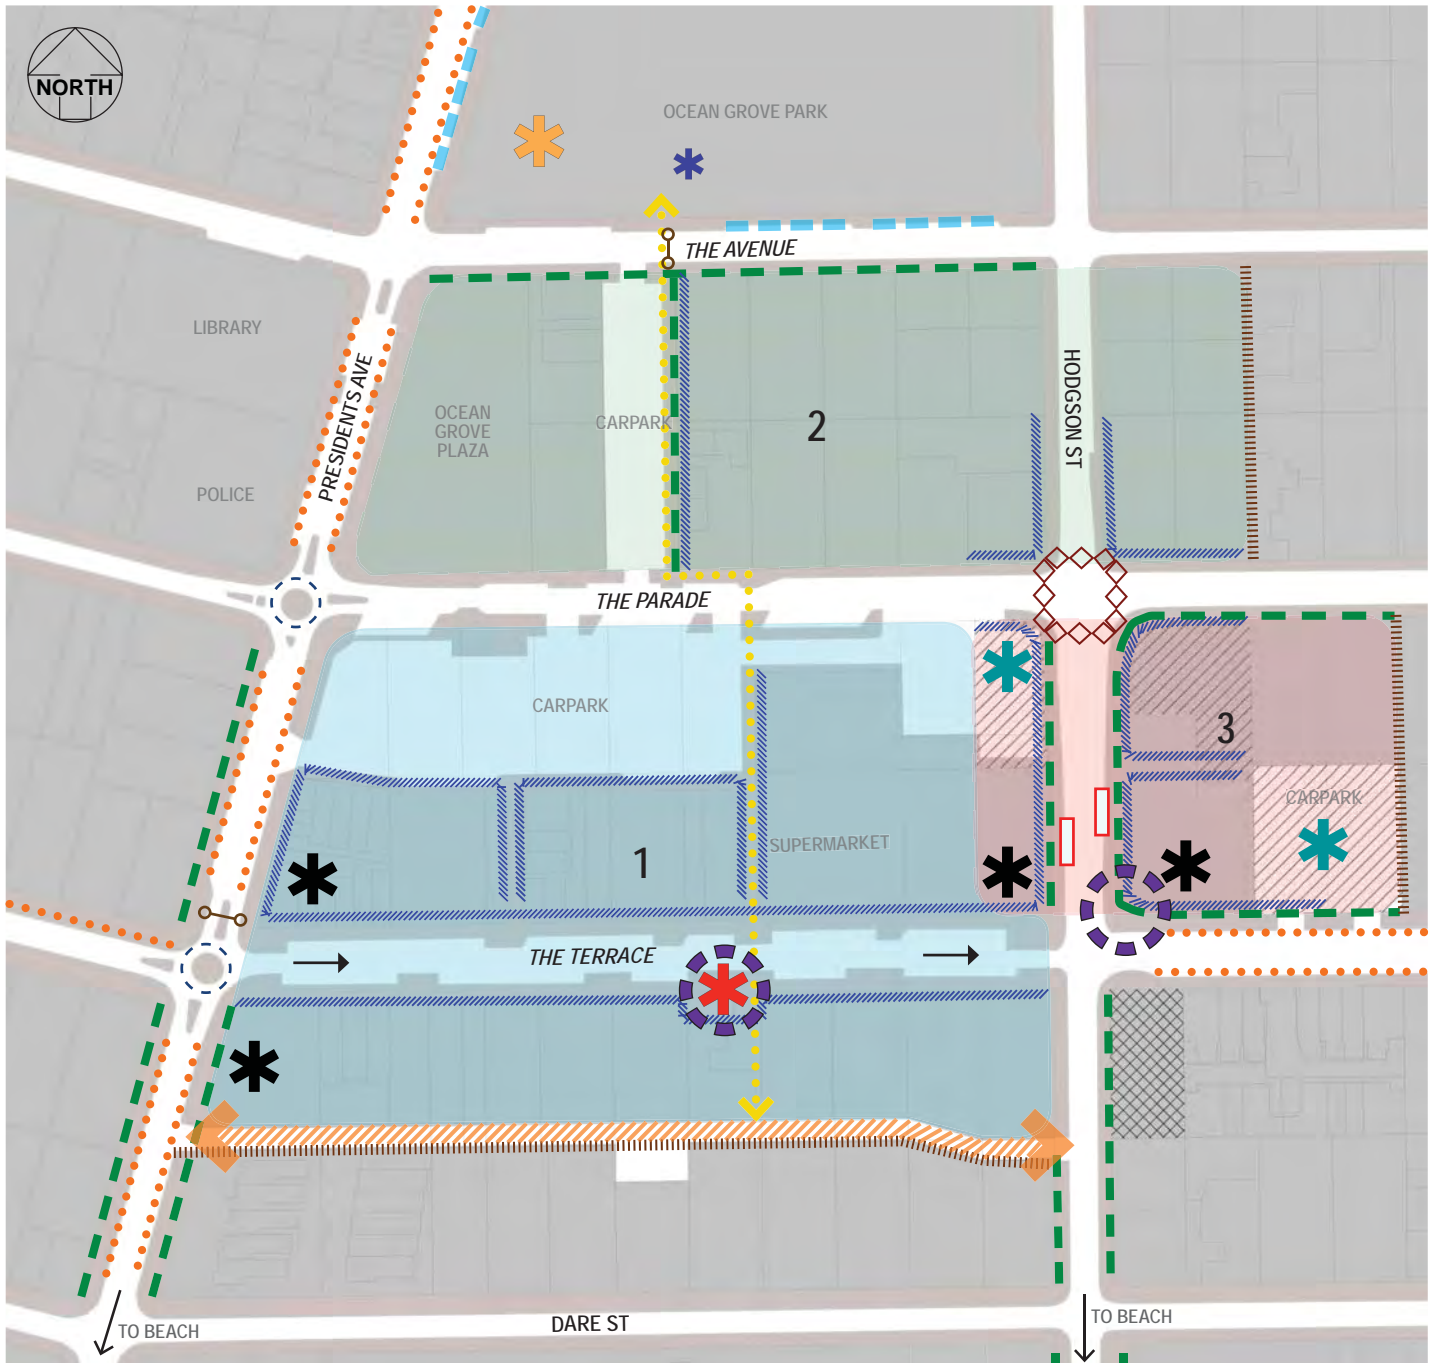 NORTH
OCEAN GROVE PARK
THE AVENUE
LIBRARY
PRESIDENTS AVE
HODGSON ST
OCEAN
GROVE
PLAZA
CARPARK
2
POLICE
THE PARADE
CARPARK
3
CARPARK
1
SUPERMARKET
THE TERRACE
TO BEACH
DARE ST
TO BEACH